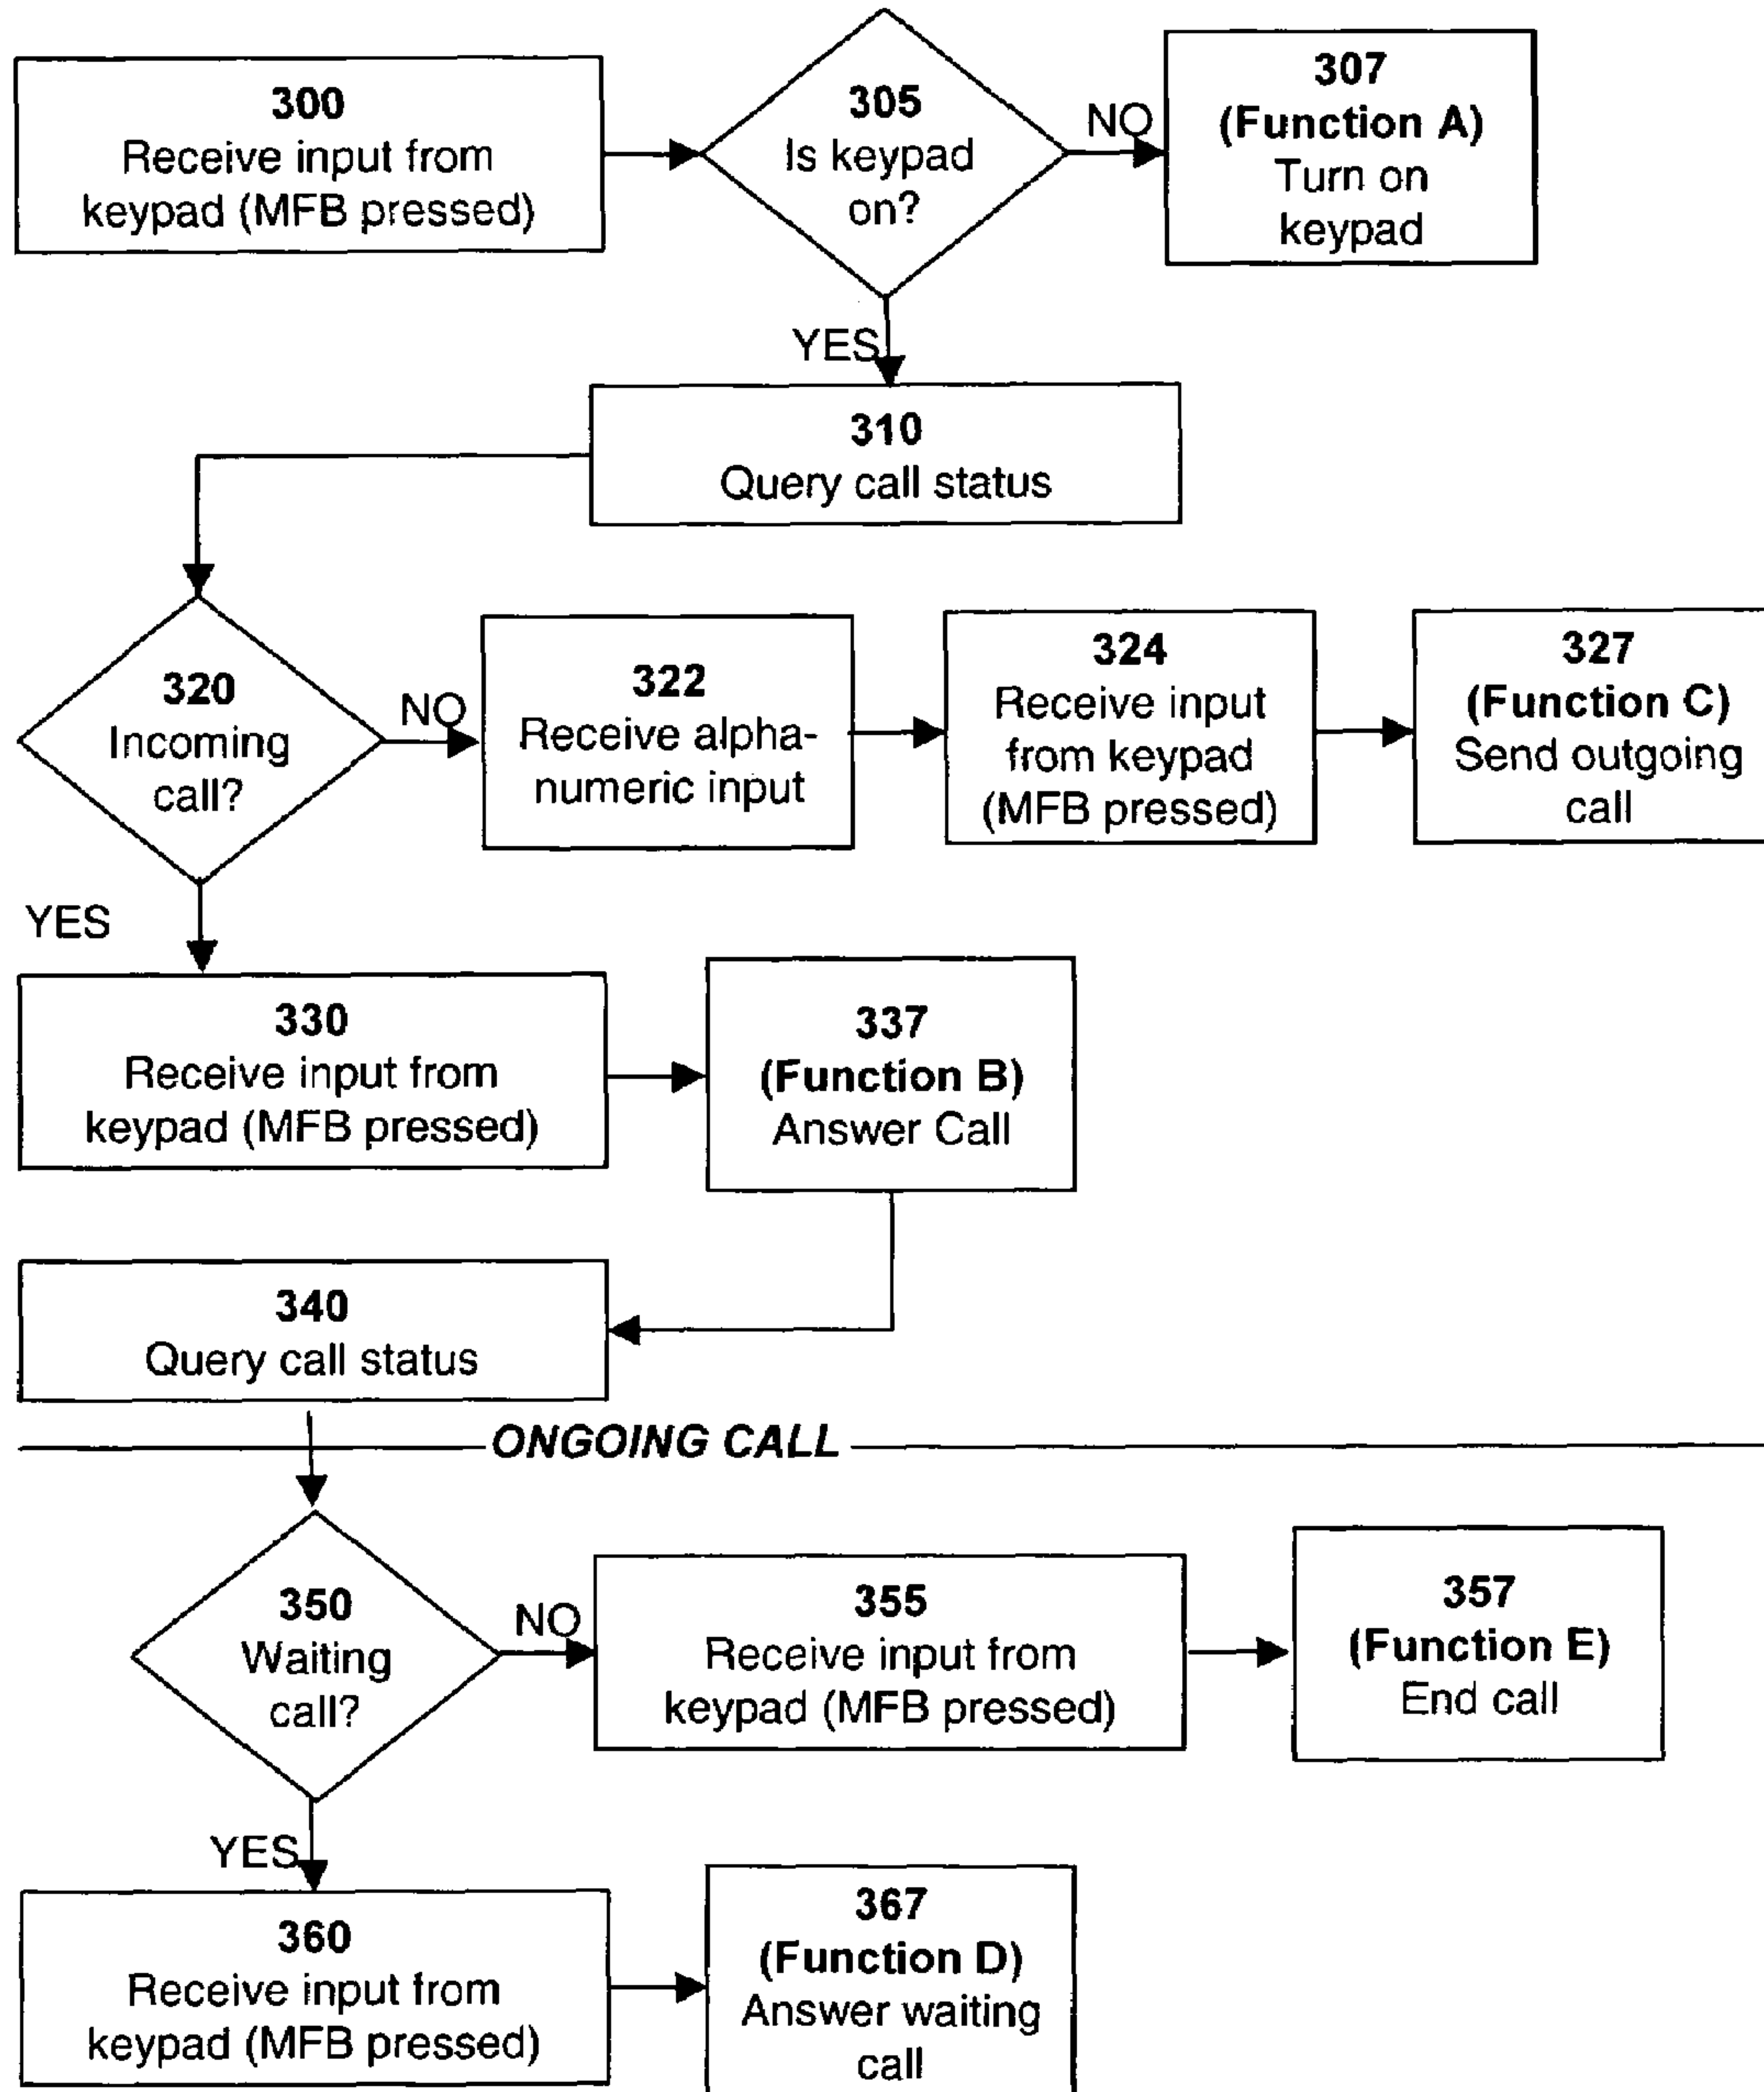 300
Receive input from
keypad (MFB pressed)
305
Is keypad
on?
NO
307
(Function A)
Turn on
keypad
YES
310
Query call status
320
Incoming
call?
NO
322
Receive alpha-
numeric input
324
Receive input
from keypad
(MFB pressed)
327
(Function C)
Send outgoing
call
YES
330
Receive input from
keypad (MFB pressed)
337
(Function B)
Answer Call
340
Query call status
ONGOING CALL
350
Waiting
call?
NO
355
Receive input from
keypad (MFB pressed)
357
(Function E)
End call
YES
360
Receive input from
keypad (MFB pressed)
367
(Function D)
Answer waiting
call